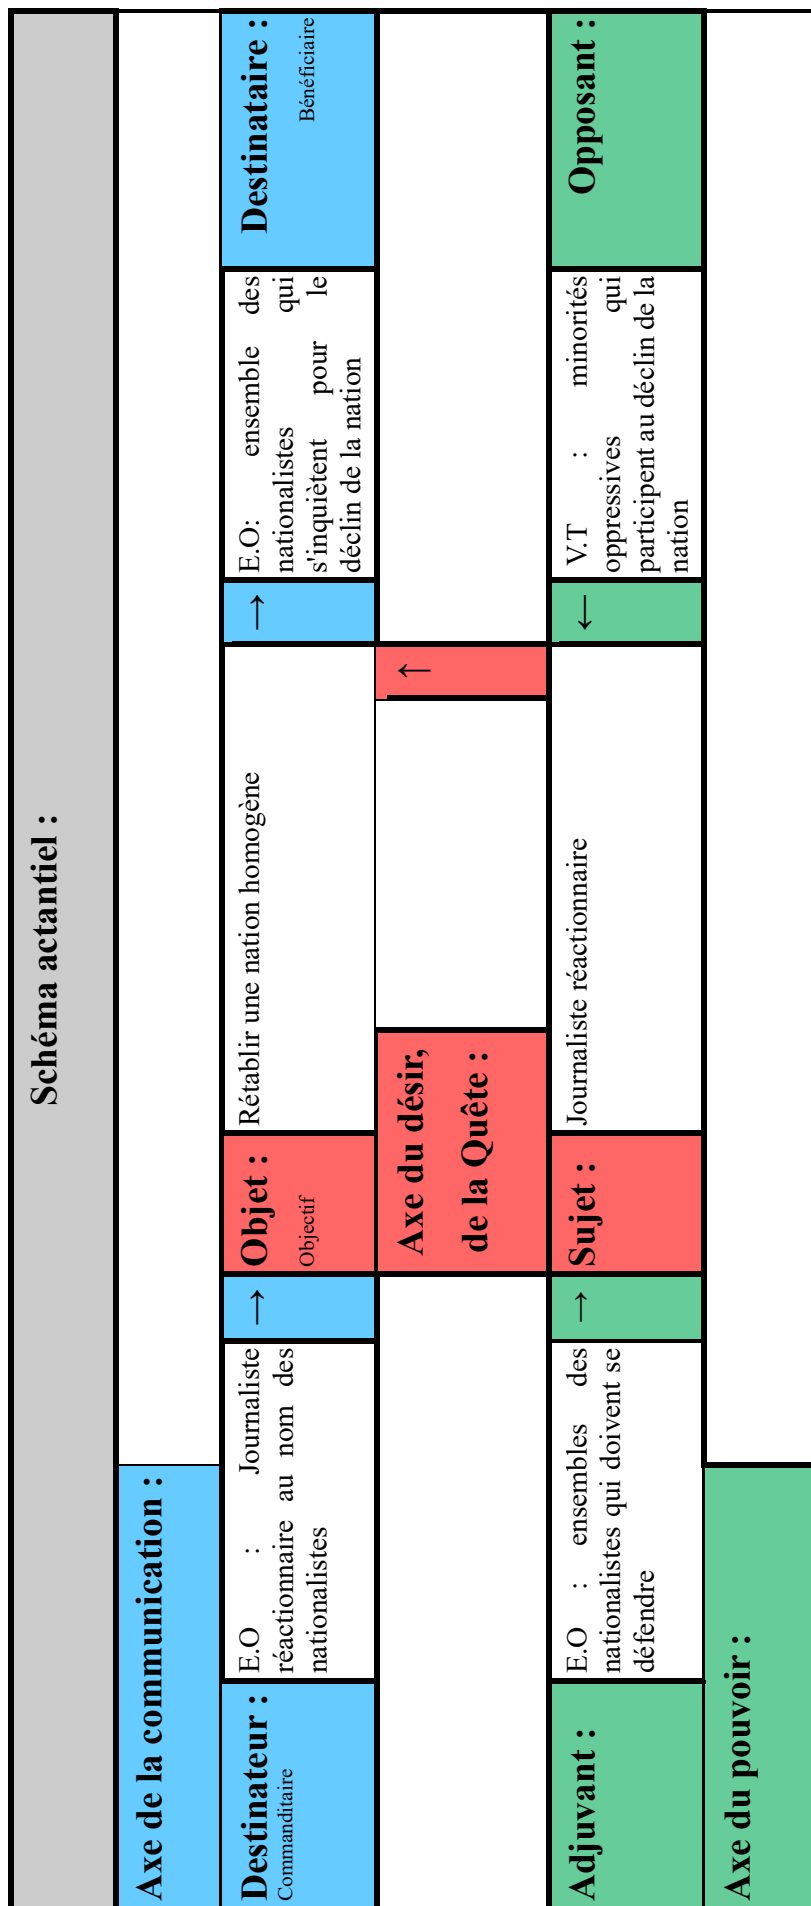 Schéma actantiel :
Axe de la communication :
Destinateur :
Commanditaire
E.O : Journaliste
réactionnaire au nom des
nationalistes
→
Objet :
Objectif
Rétablir une nation homogène
→
E.O: ensemble des
nationalistes qui
s'inquiètent pour le
déclin de la nation
Destinataire :
Bénéficiaire
Axe du désir,
de la Quête :
↑
Adjuvant :
E.O : ensembles des
nationalistes qui doivent se
défendre
→
Sujet :
Journaliste réactionnaire
←
V.T : minorités
oppressives qui
participent au déclin de la
nation
Opposant :
Axe du pouvoir :